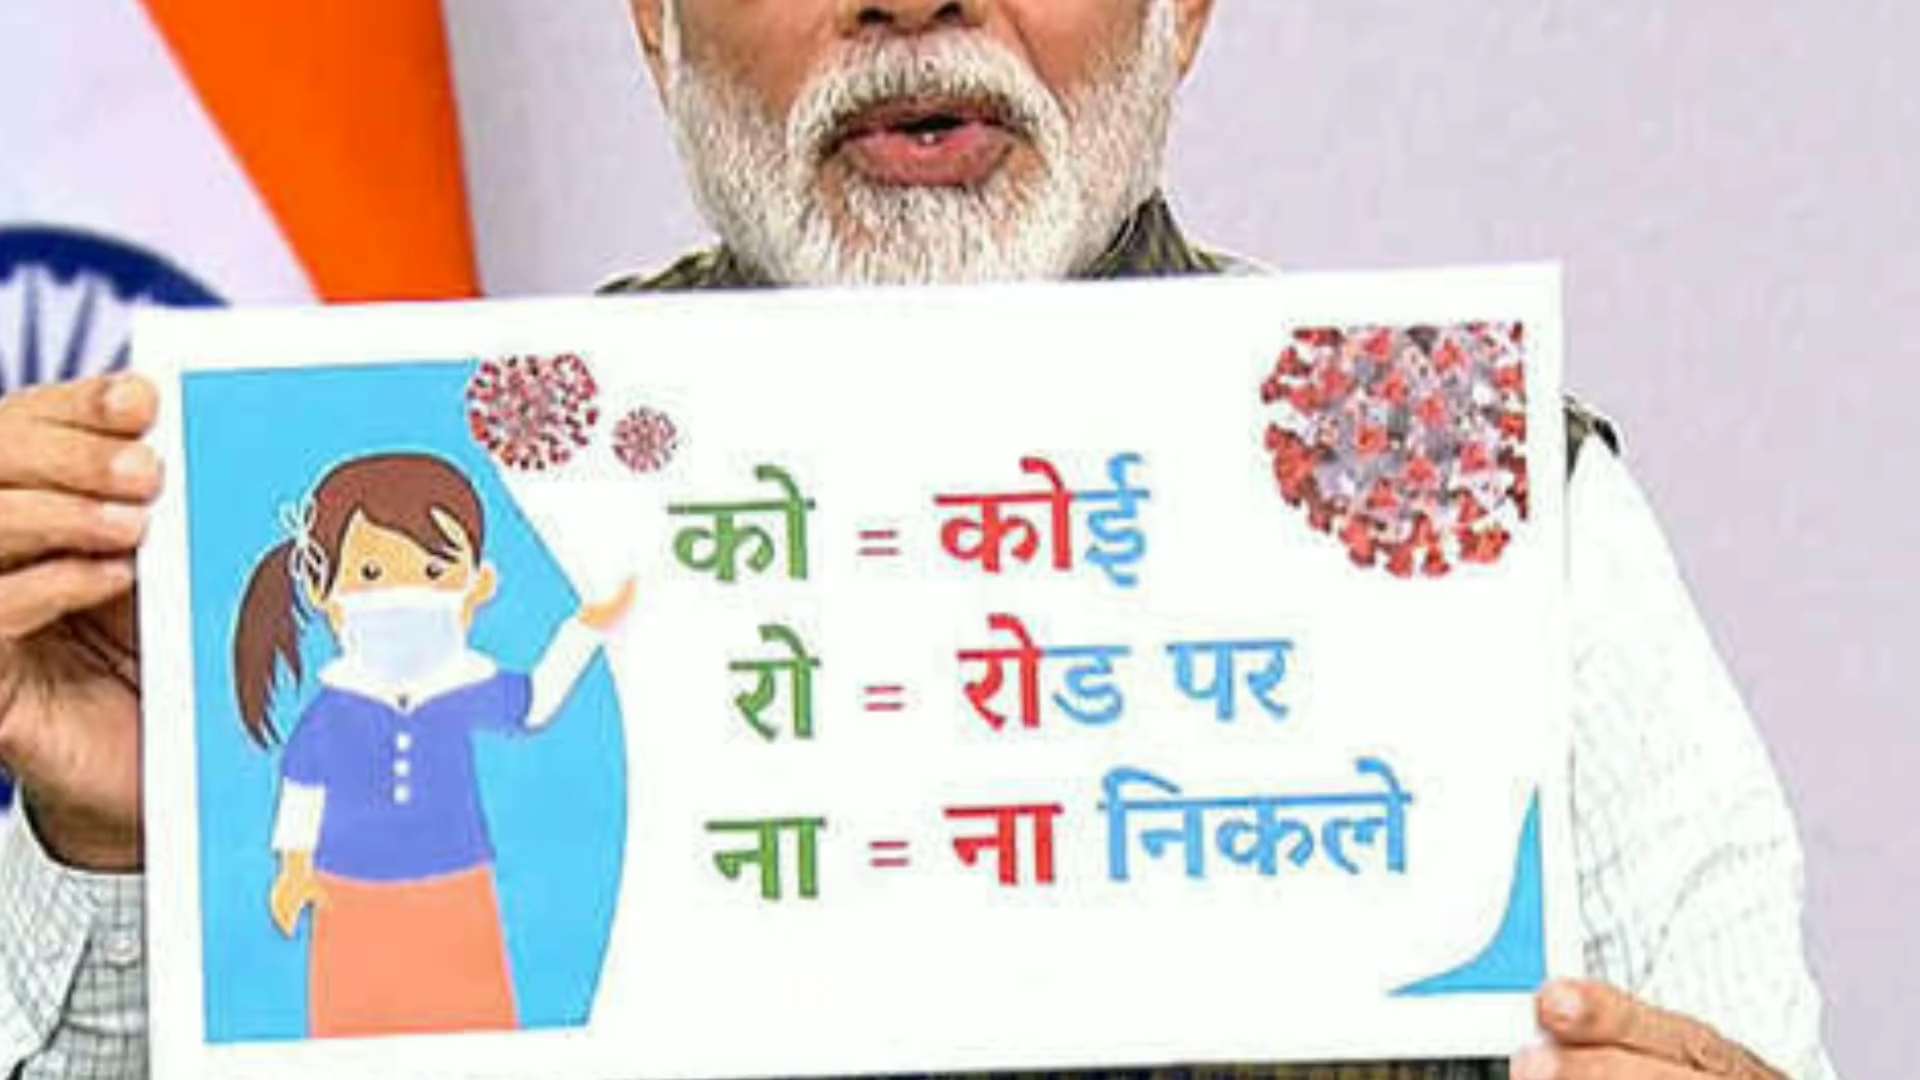 को = कोई
रो = रोड पर
ना = ना निकले